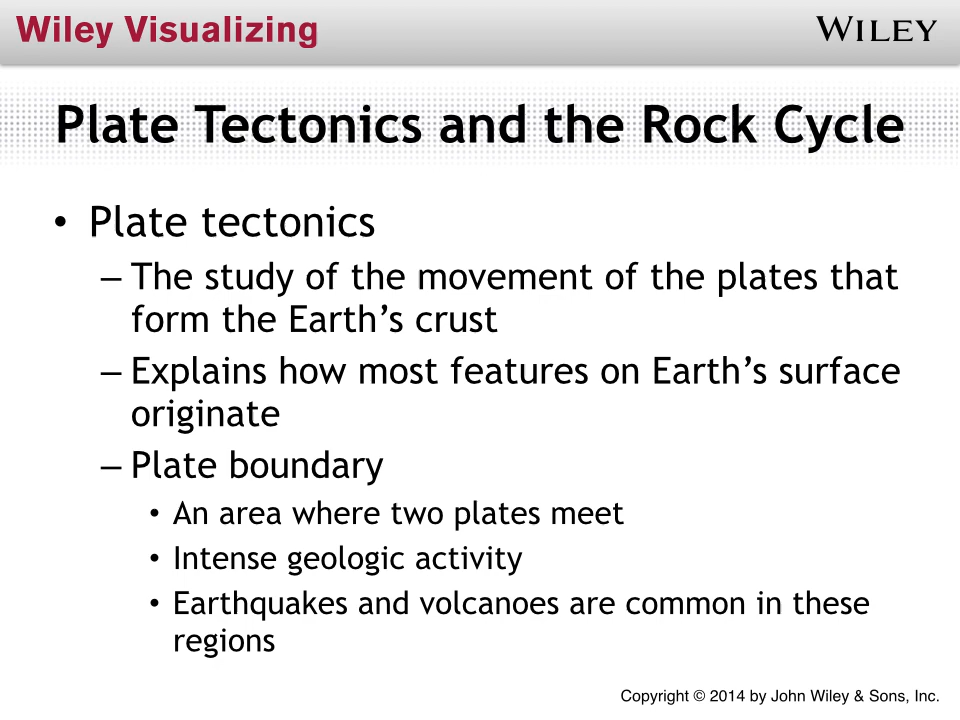 Wiley Visualizing
WILEY
Plate Tectonics and the Rock Cycle
• Plate tectonics
– The study of the movement of the plates that
form the Earth’s crust
– Explains how most features on Earth’s surface
originate
– Plate boundary
• An area where two plates meet
• Intense geologic activity
• Earthquakes and volcanoes are common in these
regions
Copyright © 2014 by John Wiley & Sons, Inc.